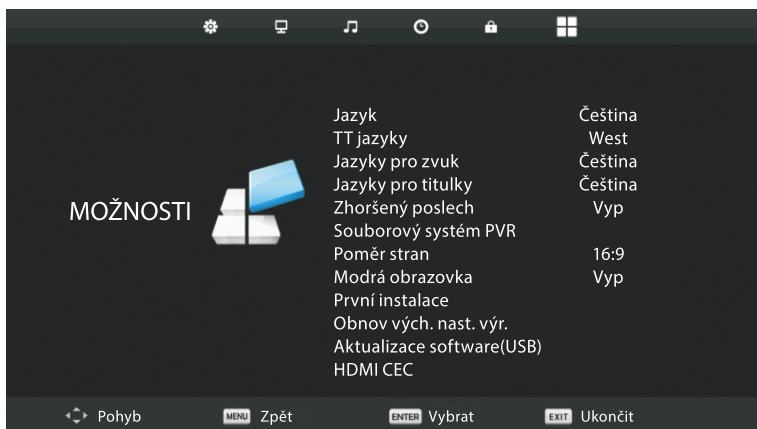 Jazyk Čeština
TT jazyky West
Jazyky pro zvuk Čeština
Jazyky pro titulky Čeština
MOŽNOSTI
Zhoršený poslech Vyp
Souborový systém PVR
Poměr stran 16:9
Modrá obrazovka Vyp
První instalace
Obnov vých. nast. výr.
Aktualizace software(USB)
HDMI CEC
Pohyb MENU Zpět ENTER Vybrat EXIT Ukončit